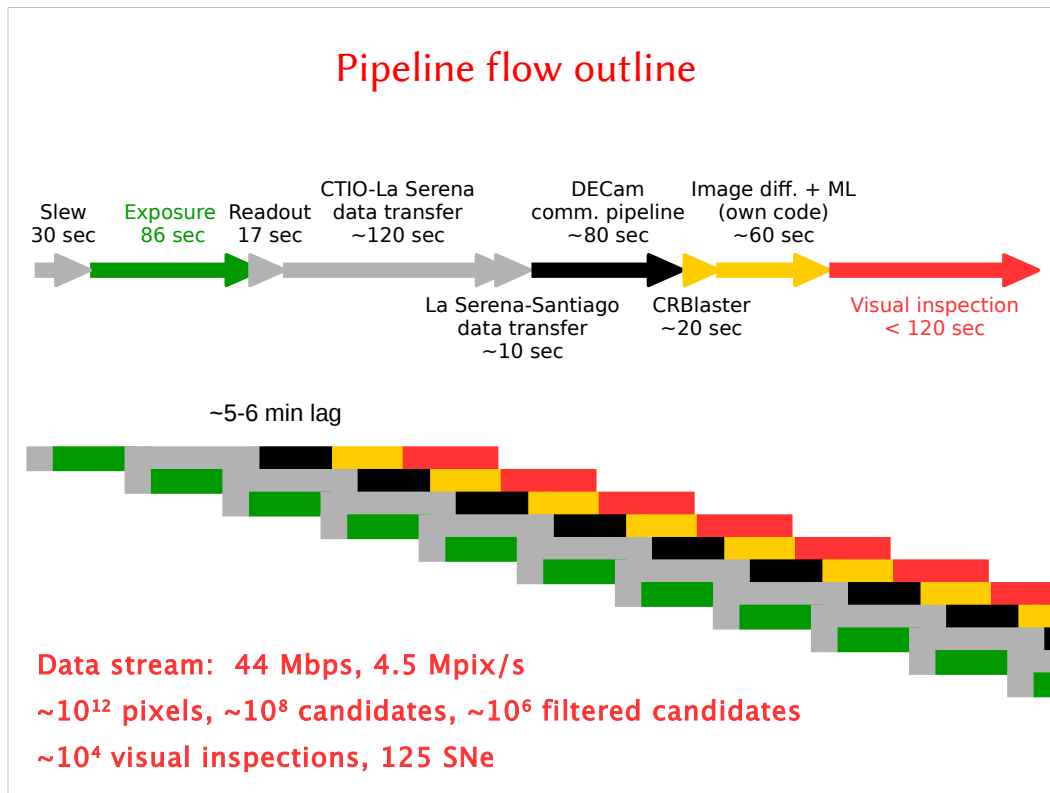 Pipeline flow outline
Slew
30 sec
Exposure
86 sec
Readout
17 sec
CTIO-La Serena
data transfer
~120 sec
DECam
comm. pipeline
~80 sec
Image diff. + ML
(own code)
~60 sec
La Serena-Santiago
data transfer
~10 sec
CRBlaster
~20 sec
Visual inspection
< 120 sec
~5-6 min lag
Data stream: 44 Mbps, 4.5 Mpix/s
~10¹² pixels, ~10⁸ candidates, ~10⁶ filtered candidates
~10⁴ visual inspections, 125 SNe